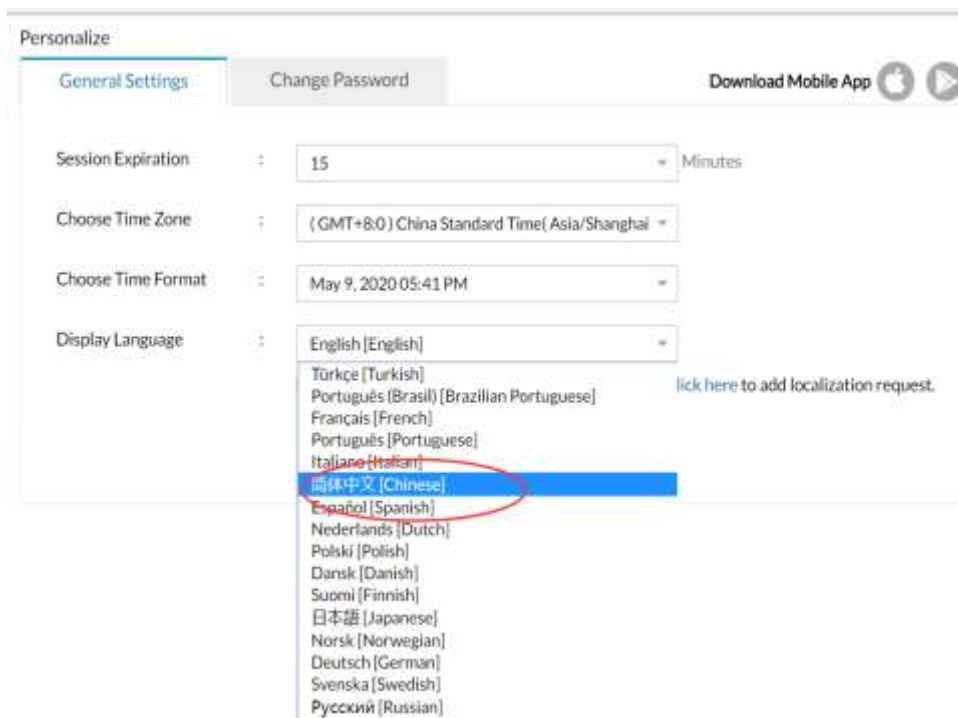 Personalize
General Settings
Change Password
Download Mobile App
Session Expiration : 15 Minutes
Choose Time Zone : ( GMT+8:0 ) China Standard Time( Asia/Shanghai
Choose Time Format : May 9, 2020 05:41 PM
Display Language : English [English]
Türkçe [Turkish]
lick here to add localization request.
Português (Brasil) [Brazilian Portuguese]
Français [French]
Português [Portuguese]
Italiano [Italian]
简体中文 [Chinese]
Español [Spanish]
Nederlands [Dutch]
Polski [Polish]
Dansk [Danish]
Suomi [Finnish]
日本語 [Japanese]
Norsk [Norwegian]
Deutsch [German]
Svenska [Swedish]
Русский [Russian]